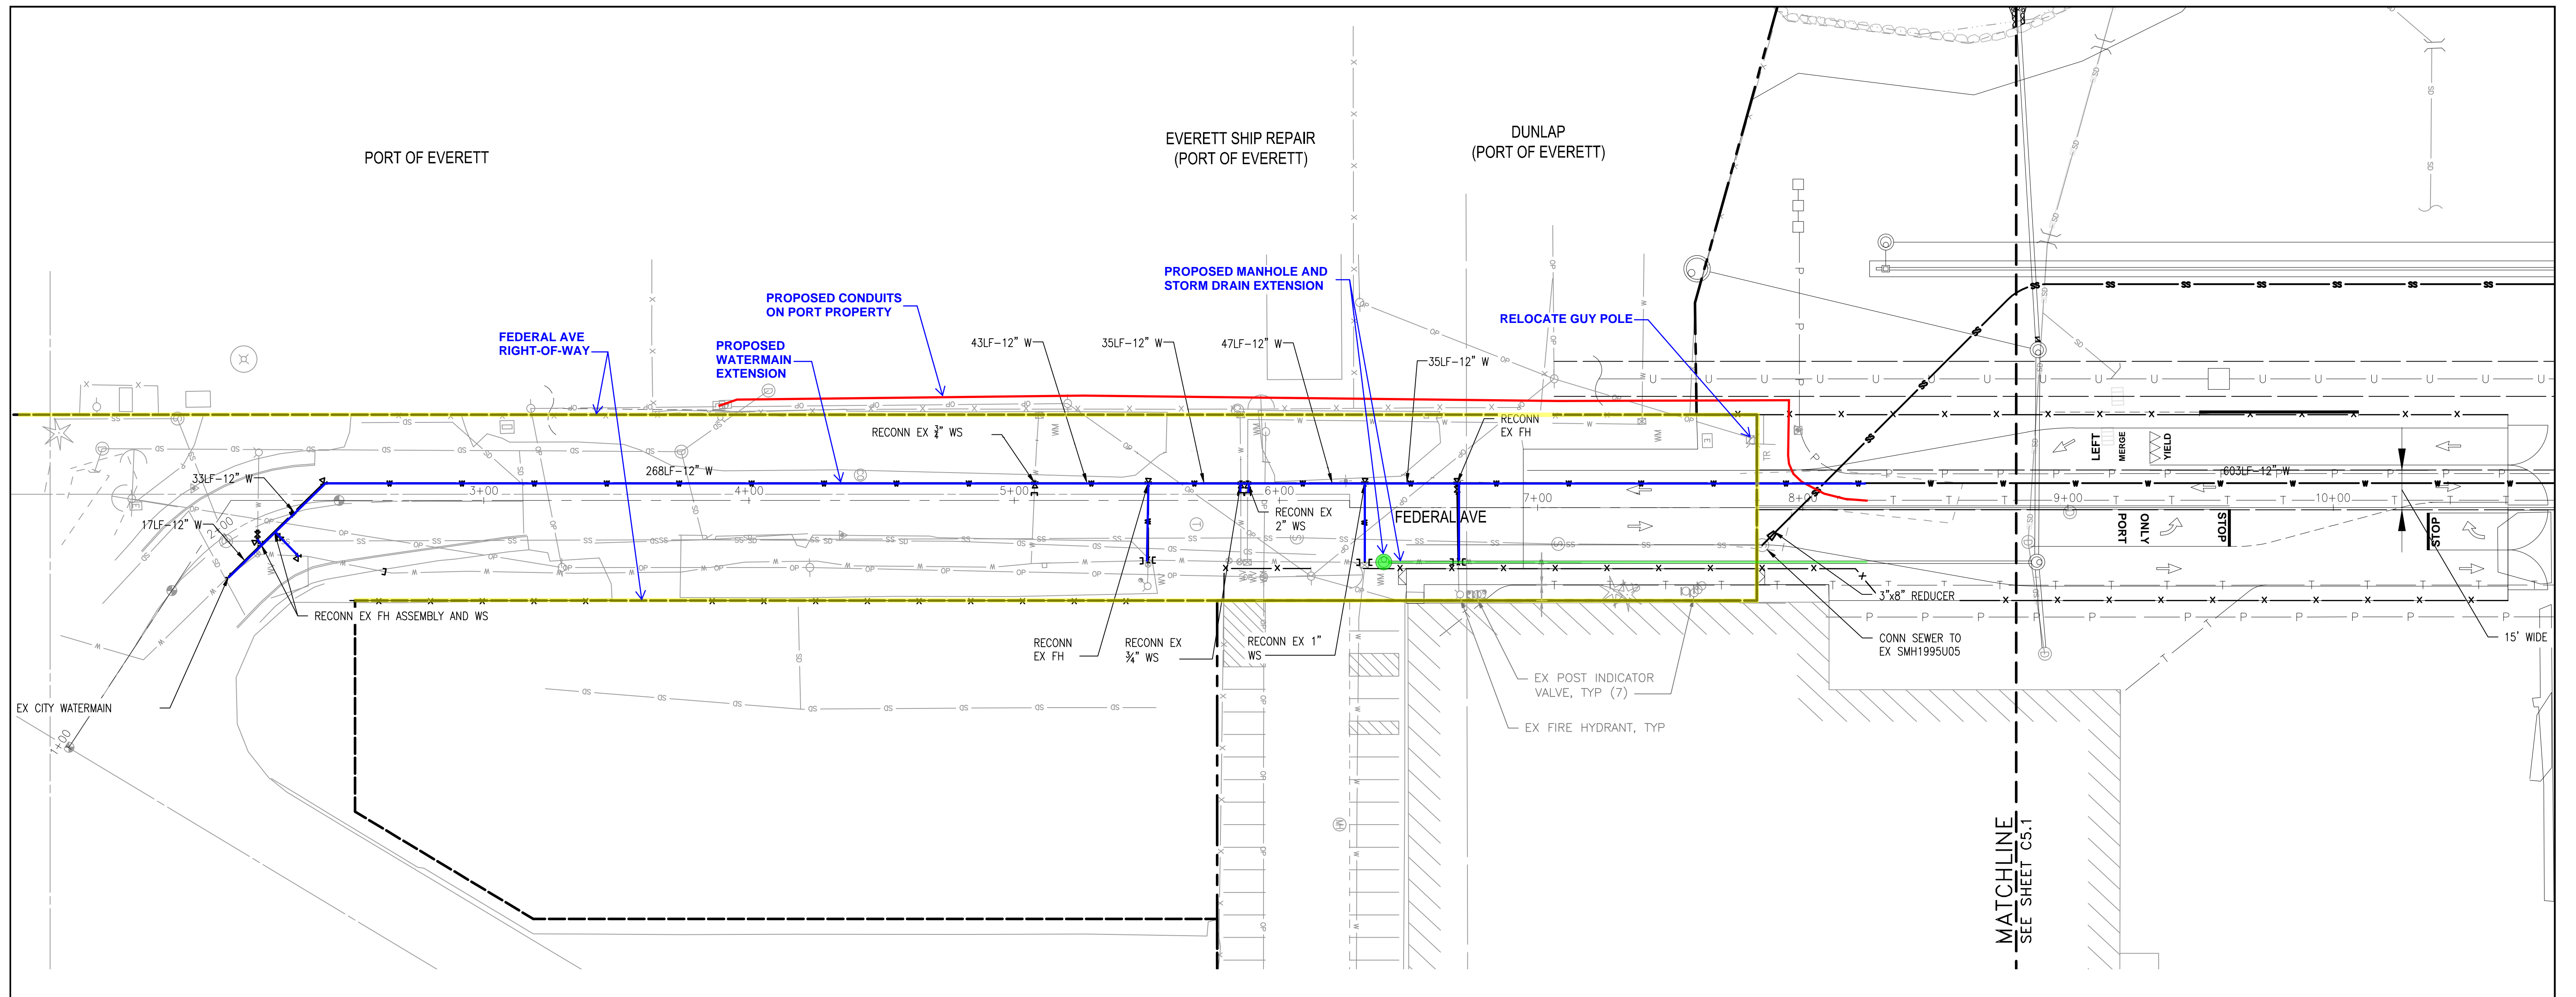 PORT OF EVERETT
EVERETT SHIP REPAIR
(PORT OF EVERETT)
DUNLAP
(PORT OF EVERETT)
PROPOSED MANHOLE AND
STORM DRAIN EXTENSION
PROPOSED CONDUITS
ON PORT PROPERTY
RELOCATE GUY POLE
FEDERAL AVE
RIGHT-OF-WAY
PROPOSED
WATERMAIN
EXTENSION
43LF-12" W
35LF-12" W
47LF-12" W
35LF-12" W
RECONN EX ¾" WS
RECONN
EX FH
33LF-12" W
268LF-12" W
603LF-12" W
17LF-12" W
1+00
2+00
3+00
4+00
5+00
6+00
7+00
8+00
9+00
10+00
RECONN EX
2" WS
FEDERAL AVE
LEFT
MERGE
YIELD
PORT
ONLY
STOP
STOP
RECONN EX FH ASSEMBLY AND WS
RECONN
EX FH
RECONN EX
¾" WS
RECONN EX 1"
WS
3"x8" REDUCER
CONN SEWER TO
EX SMH1995U05
15' WIDE
EX POST INDICATOR
VALVE, TYP (7)
EX FIRE HYDRANT, TYP
EX CITY WATERMAIN
MATCHLINE
SEE SHEET C5.1